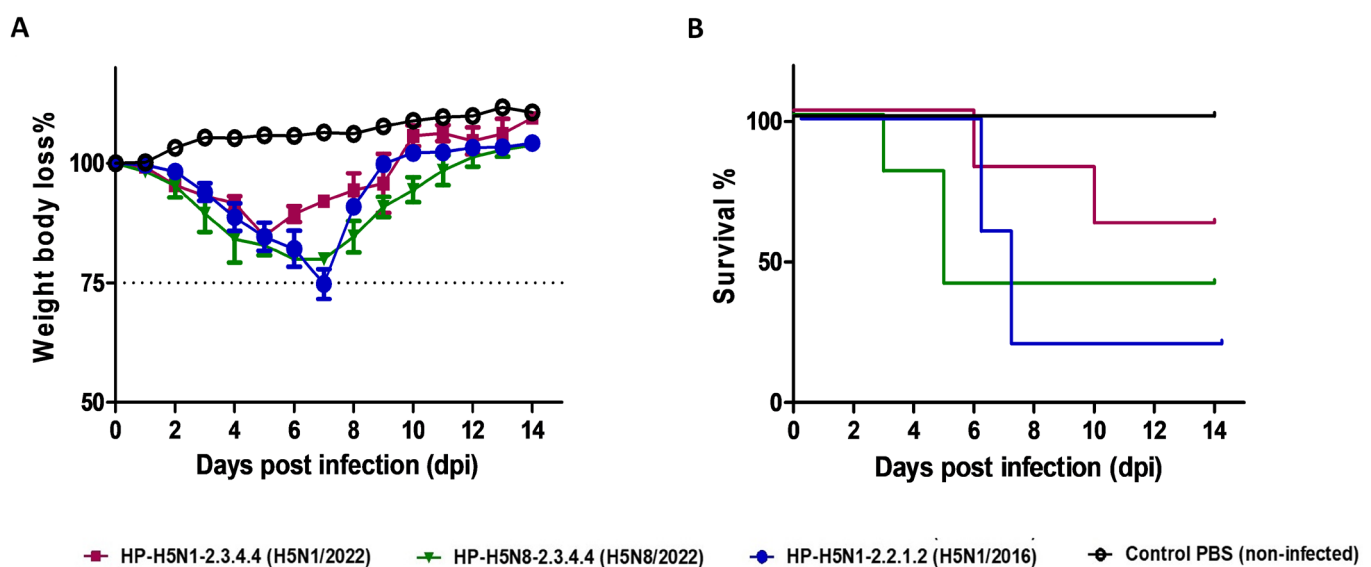 A
Weight body loss%
100
75
50
0 2 4 6 8 10 12 14
Days post infection (dpi)
B
Survival %
100
50
0
0 2 4 6 8 10 12 14
Days post infection (dpi)
HP-H5N1-2.3.4.4 (H5N1/2022)
HP-H5N8-2.3.4.4 (H5N8/2022)
HP-H5N1-2.2.1.2 (H5N1/2016)
Control PBS (non-infected)